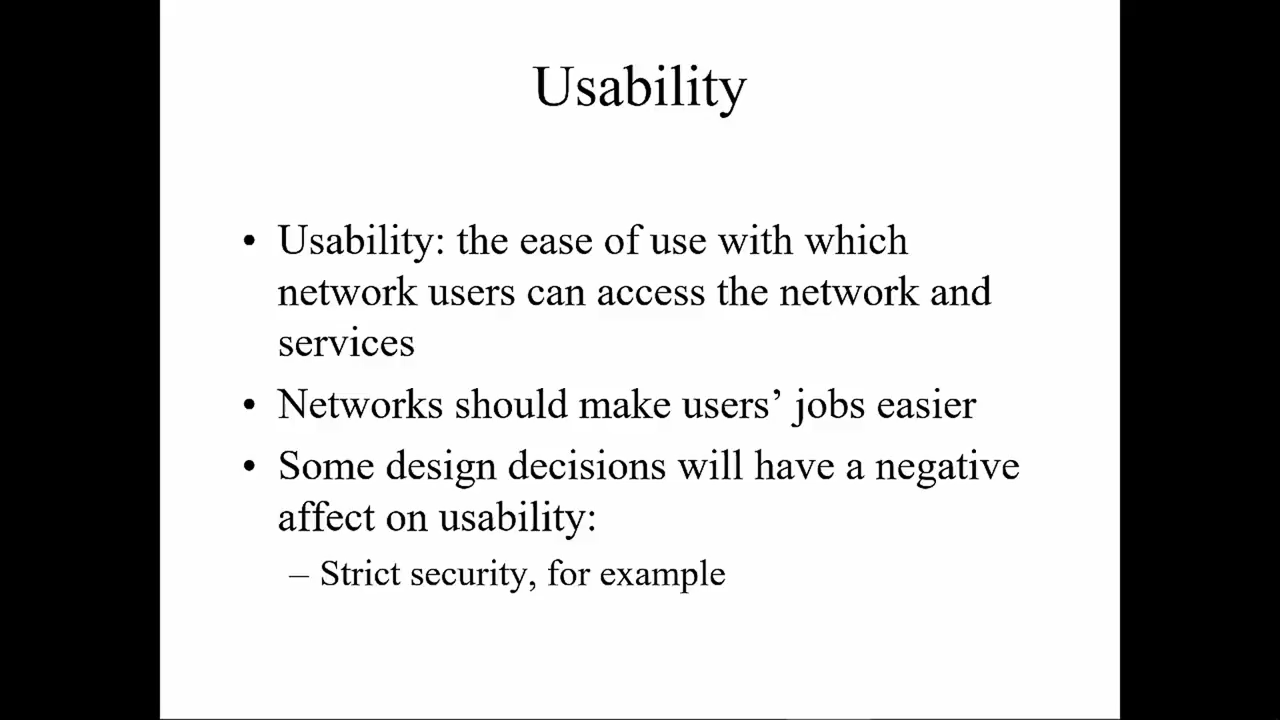 Usability
• Usability: the ease of use with which
network users can access the network and
services
• Networks should make users’ jobs easier
• Some design decisions will have a negative
affect on usability:
– Strict security, for example